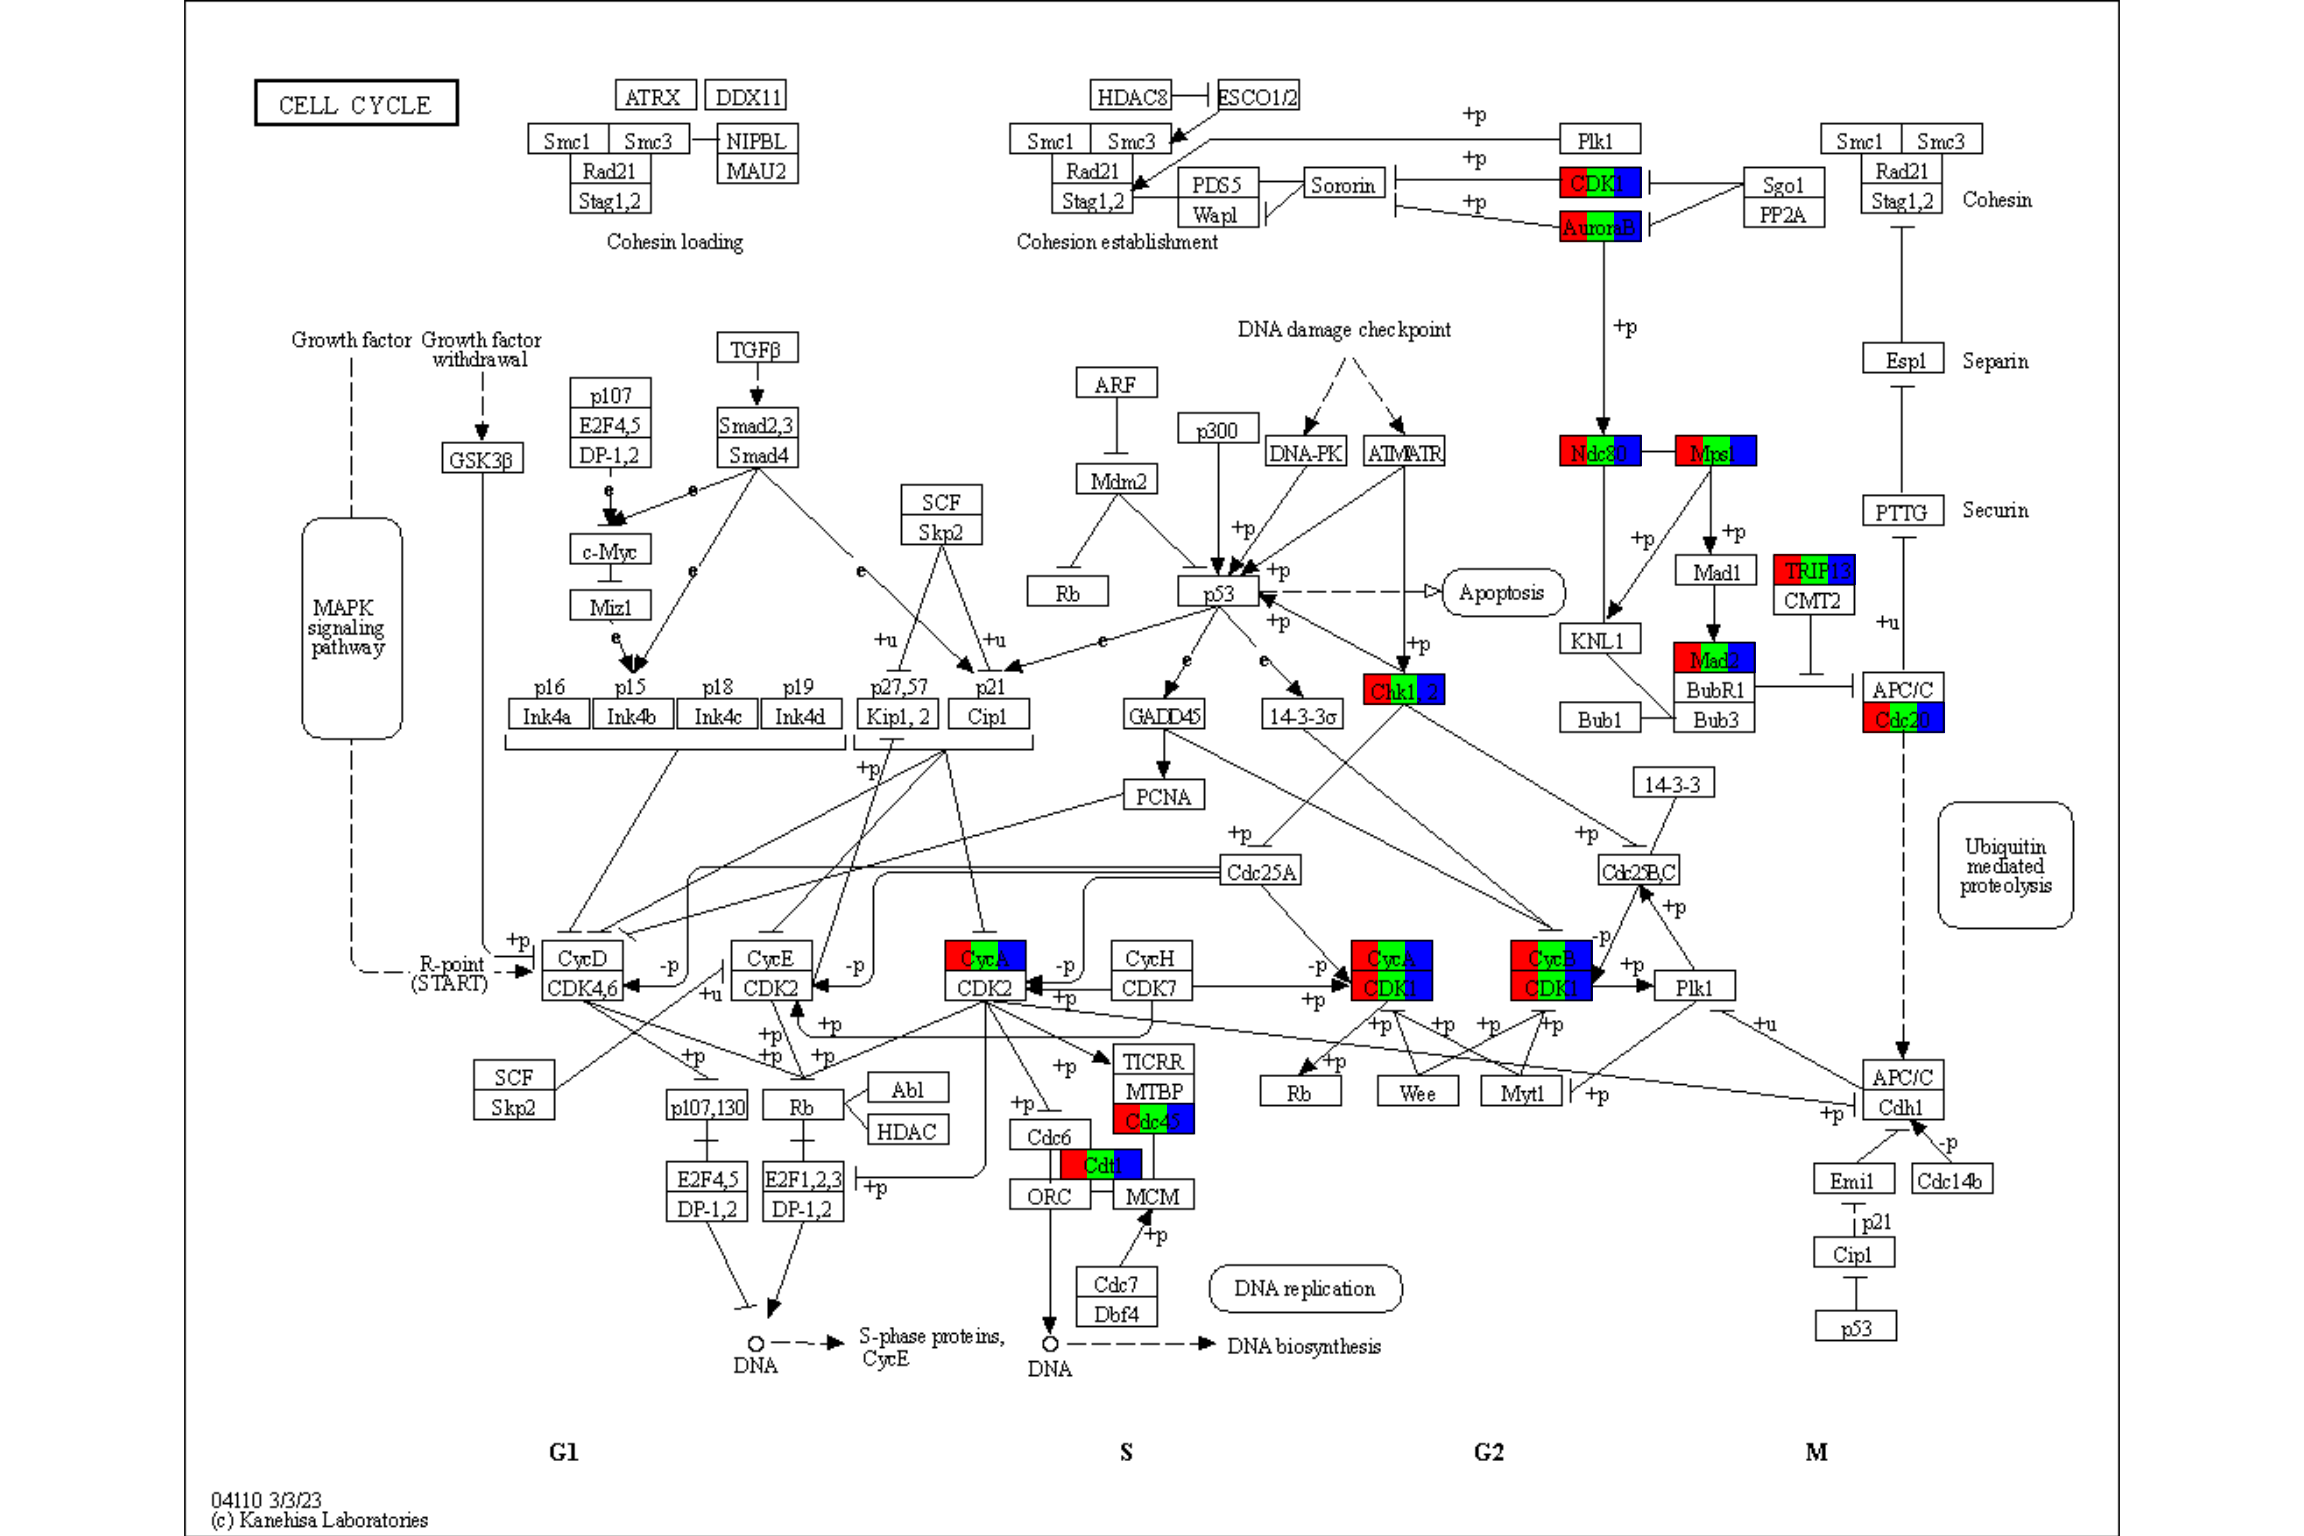 CELL CYCLE
ATRX DDX11
Smc1 Smc3 NIPBL
Rad21 MAU2
Stag1,2
Cohesin loading
HDAC8 ESCO1/2
Smc1 Smc3
Rad21
Stag1,2
PDS5
Wapl
Sororin
Cohesion establishment
+p
Plk1
+p
CDK1
+p
AuroraB
Sgo1
PP2A
Smc1 Smc3
Rad21
Stag1,2
Cohesin
+p
Growth factor
Growth factor
withdrawal
GSK3β
TGFβ
p107
E2F4,5
DP-1,2
Smad2,3
Smad4
e
e
c-Myc
Miz1
e
e
e
SCF
Skp2
+u
+u
MAPK
signaling
pathway
ARF
Mdm2
Rb
p300
DNA damage checkpoint
DNA-PK
ATMATR
+p
+p
p53
+p
Apoptosis
e
e
e
+p
Chk1, 2
Ndc80
Mps1
+p
+p
Mad1
TRIP13
CMT2
KNL1
Mad2
BubR1
Bub1
Bub3
Esp1
Separin
PTTG
Securin
+u
APC/C
Cdc20
p16
Ink4a
p15
Ink4b
p18
Ink4c
p19
Ink4d
p27,57
Kip1, 2
p21
Cip1
GADD45
14-3-3σ
+p
PCNA
14-3-3
+p
+p
Cdc25A
Cdc25B,C
+p
Ubiquitin
mediated
proteolysis
R-point
(START)
+p
CycD
CDK4,6
-p
+u
CycE
CDK2
-p
CycA
CDK2
-p
+p
CycH
CDK7
-p
+p
CycA
CDK1
CycB
CDK1
-p
+p
Plk1
+p
+p
+p
+p
+p
+p
+p
+p
+p
+p
+u
SCF
Skp2
p107,130
Rb
Abl
HDAC
+p
TICRR
MTBP
Cdc45
+p
Cdc6
Cdt1
ORC
MCM
Rb
Wee
Myt1
+p
+p
APC/C
Cdh1
-p
E2F4,5
DP-1,2
E2F1,2,3
DP-1,2
+p
+p
Emi1
Cdc14b
p21
Cip1
p53
Cdc7
Dbf4
DNA replication
DNA
S-phase proteins,
CycE
DNA
DNA biosynthesis
G1 S G2 M
04110 3/3/23
(c) Kanehisa Laboratories